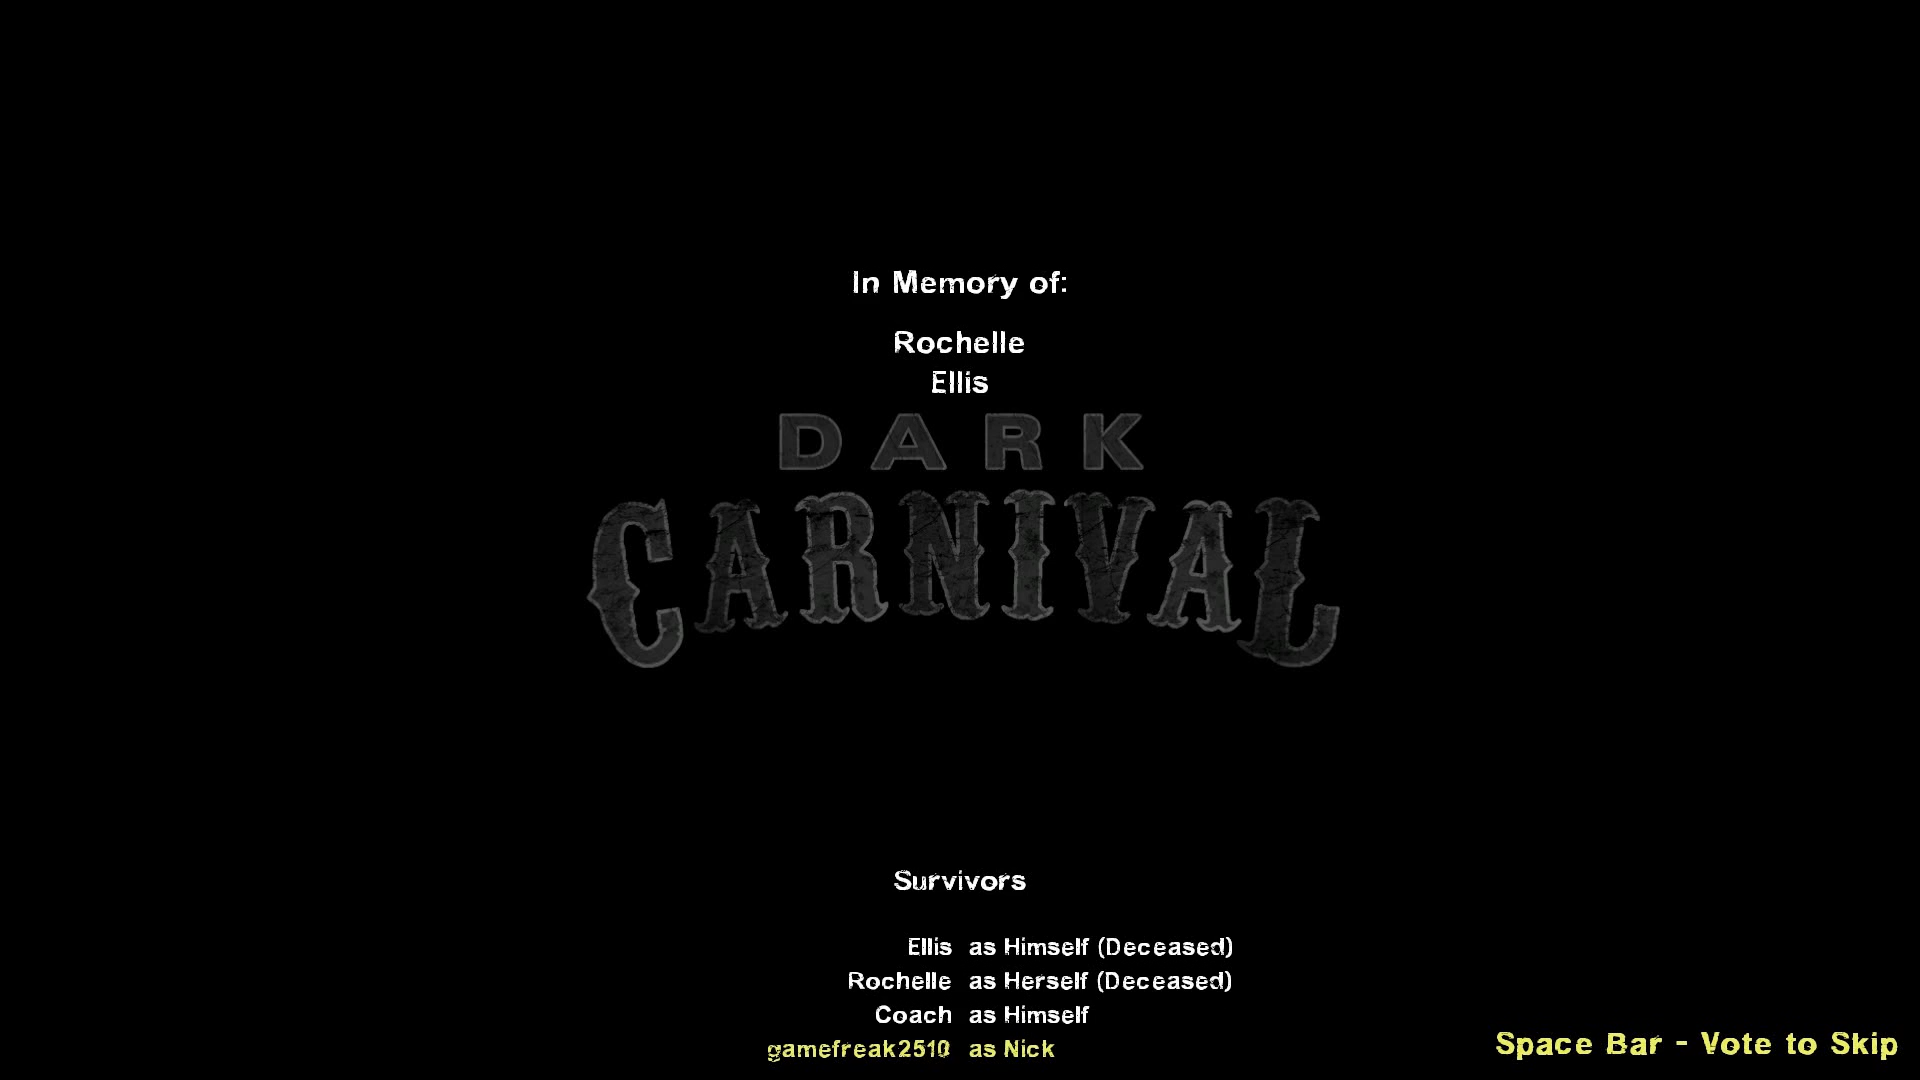 In Memory of:
Rochelle
Ellis
DARK
CARNIVAL
Survivors
Ellis as Himself (Deceased)
Rochelle as Herself (Deceased)
Coach as Himself
gamefreak2510 as Nick
Space Bar - Vote to Skip